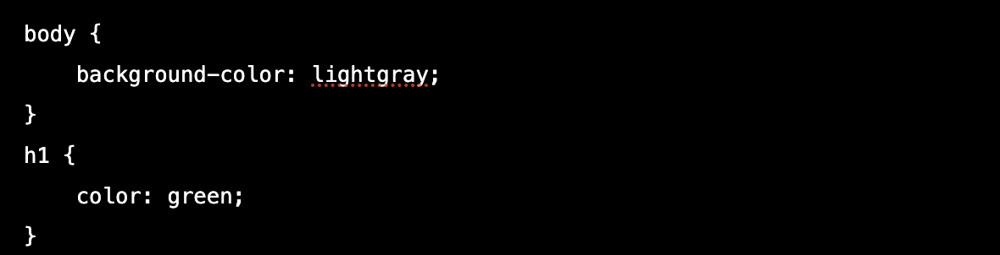 body {
    background-color: lightgray;
}
h1 {
    color: green;
}